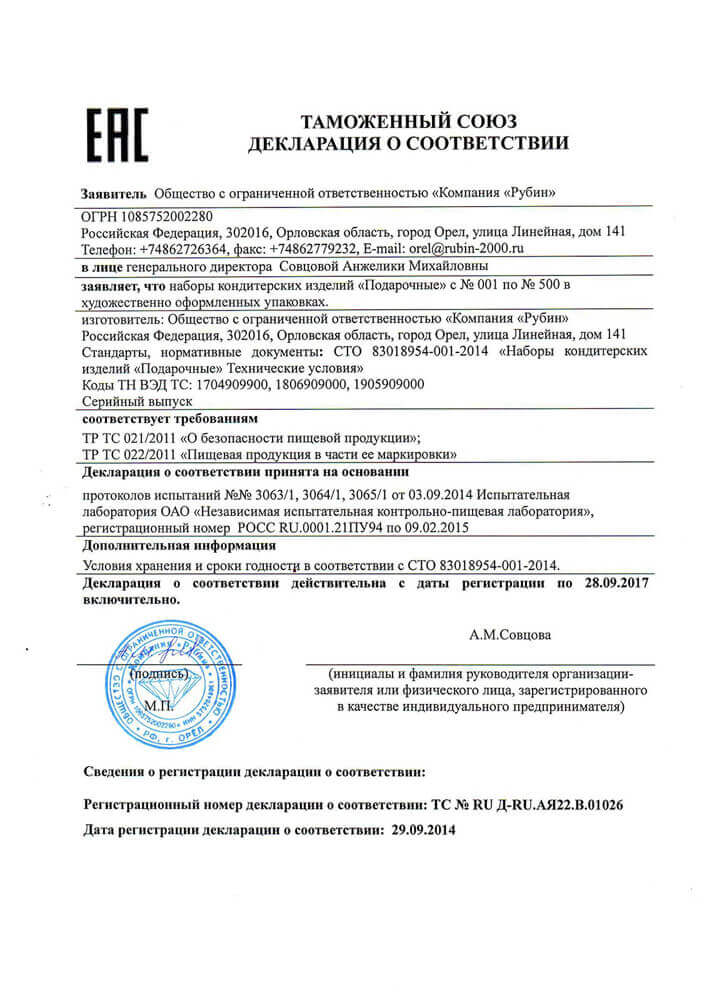 ЕАС
ТАМОЖЕННЫЙ СОЮЗ
ДЕКЛАРАЦИЯ О СООТВЕТСТВИИ
Заявитель Общество с ограниченной ответственностью «Компания «Рубин»
ОГРН 1085752002280
Российская Федерация, 302016, Орловская область, город Орел, улица Линейная, дом 141
Телефон: +74862726364, факс: +74862779232, E-mail: orel@rubin-2000.ru
в лице генерального директора Совцовой Анжелики Михайловны
заявляет, что наборы кондитерских изделий «Подарочные» с № 001 по № 500 в
художественно оформленных упаковках.
изготовитель: Общество с ограниченной ответственностью «Компания «Рубин»
Российская Федерация, 302016, Орловская область, город Орел, улица Линейная, дом 141
Стандарты, нормативные документы: СТО 83018954-001-2014 «Наборы кондитерских
изделий «Подарочные» Технические условия»
Коды ТН ВЭД ТС: 1704909900, 1806909000, 1905909000
Серийный выпуск
соответствует требованиям
ТР ТС 021/2011 «О безопасности пищевой продукции»;
ТР ТС 022/2011 «Пищевая продукция в части ее маркировки»
Декларация о соответствии принята на основании
протоколов испытаний №№ 3063/1, 3064/1, 3065/1 от 03.09.2014 Испытательная
лаборатория ОАО «Независимая испытательная контрольно-пищевая лаборатория»,
регистрационный номер РОСС RU.0001.21ПУ94 по 09.02.2015
Дополнительная информация
Условия хранения и сроки годности в соответствии с СТО 83018954-001-2014.
Декларация о соответствии действительна с даты регистрации по 28.09.2017
включительно.
А.М.Совцова
(подпись)
М.П.
ОБЩЕСТВО С ОГРАНИЧЕННОЙ ОТВЕТСТВЕННОСТЬЮ
РФ, г. ОРЁЛ
«Компания «Рубин»
ОГРН 1085752002280
(инициалы и фамилия руководителя организации-
заявителя или физического лица, зарегистрированного
в качестве индивидуального предпринимателя)
Сведения о регистрации декларации о соответствии:
Регистрационный номер декларации о соответствии: ТС № RU Д-RU.АЯ22.В.01026
Дата регистрации декларации о соответствии: 29.09.2014